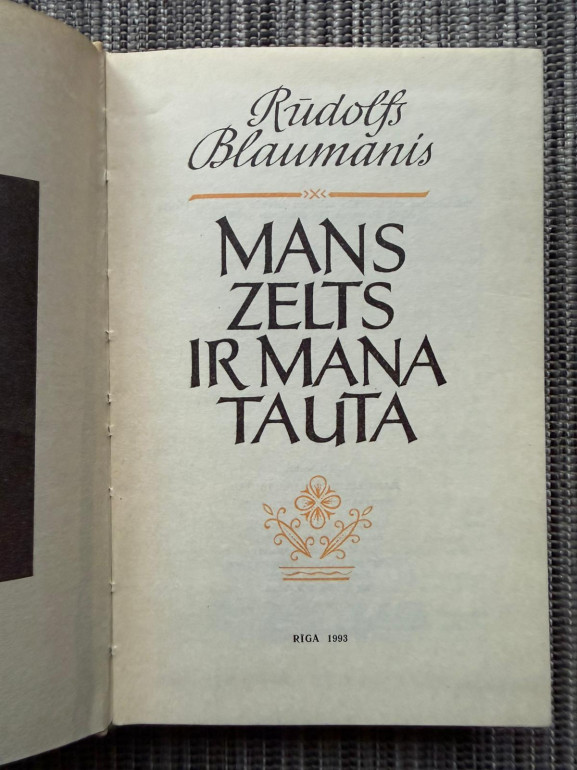 Rūdolfs
Blaumanis
MANS
ZELTS
IR MANA
TAUTA
RĪGA 1993